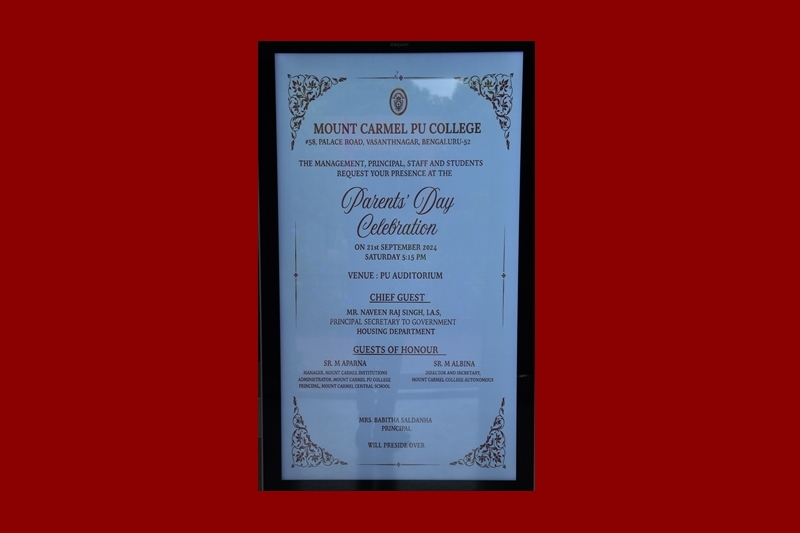 MOUNT CARMEL PU COLLEGE
#58, PALACE ROAD, VASANTHNAGAR, BENGALURU-52
THE MANAGEMENT, PRINCIPAL, STAFF AND STUDENTS
REQUEST YOUR PRESENCE AT THE
Parents' Day
Celebration
ON 21st SEPTEMBER 2024
SATURDAY 5:15 PM
VENUE : PU AUDITORIUM
CHIEF GUEST
MR. NAVEEN RAJ SINGH, I.A.S,
PRINCIPAL SECRETARY TO GOVERNMENT
HOUSING DEPARTMENT
GUESTS OF HONOUR
SR. M APARNA
MANAGER, MOUNT CARMEL INSTITUTIONS
ADMINISTRATOR, MOUNT CARMEL PU COLLEGE
PRINCIPAL, MOUNT CARMEL CENTRAL SCHOOL
SR. M ALBINA
DIRECTOR AND SECRETARY,
MOUNT CARMEL COLLEGE AUTONOMOUS
MRS. BABITHA SALDANHA
PRINCIPAL
WILL PRESIDE OVER